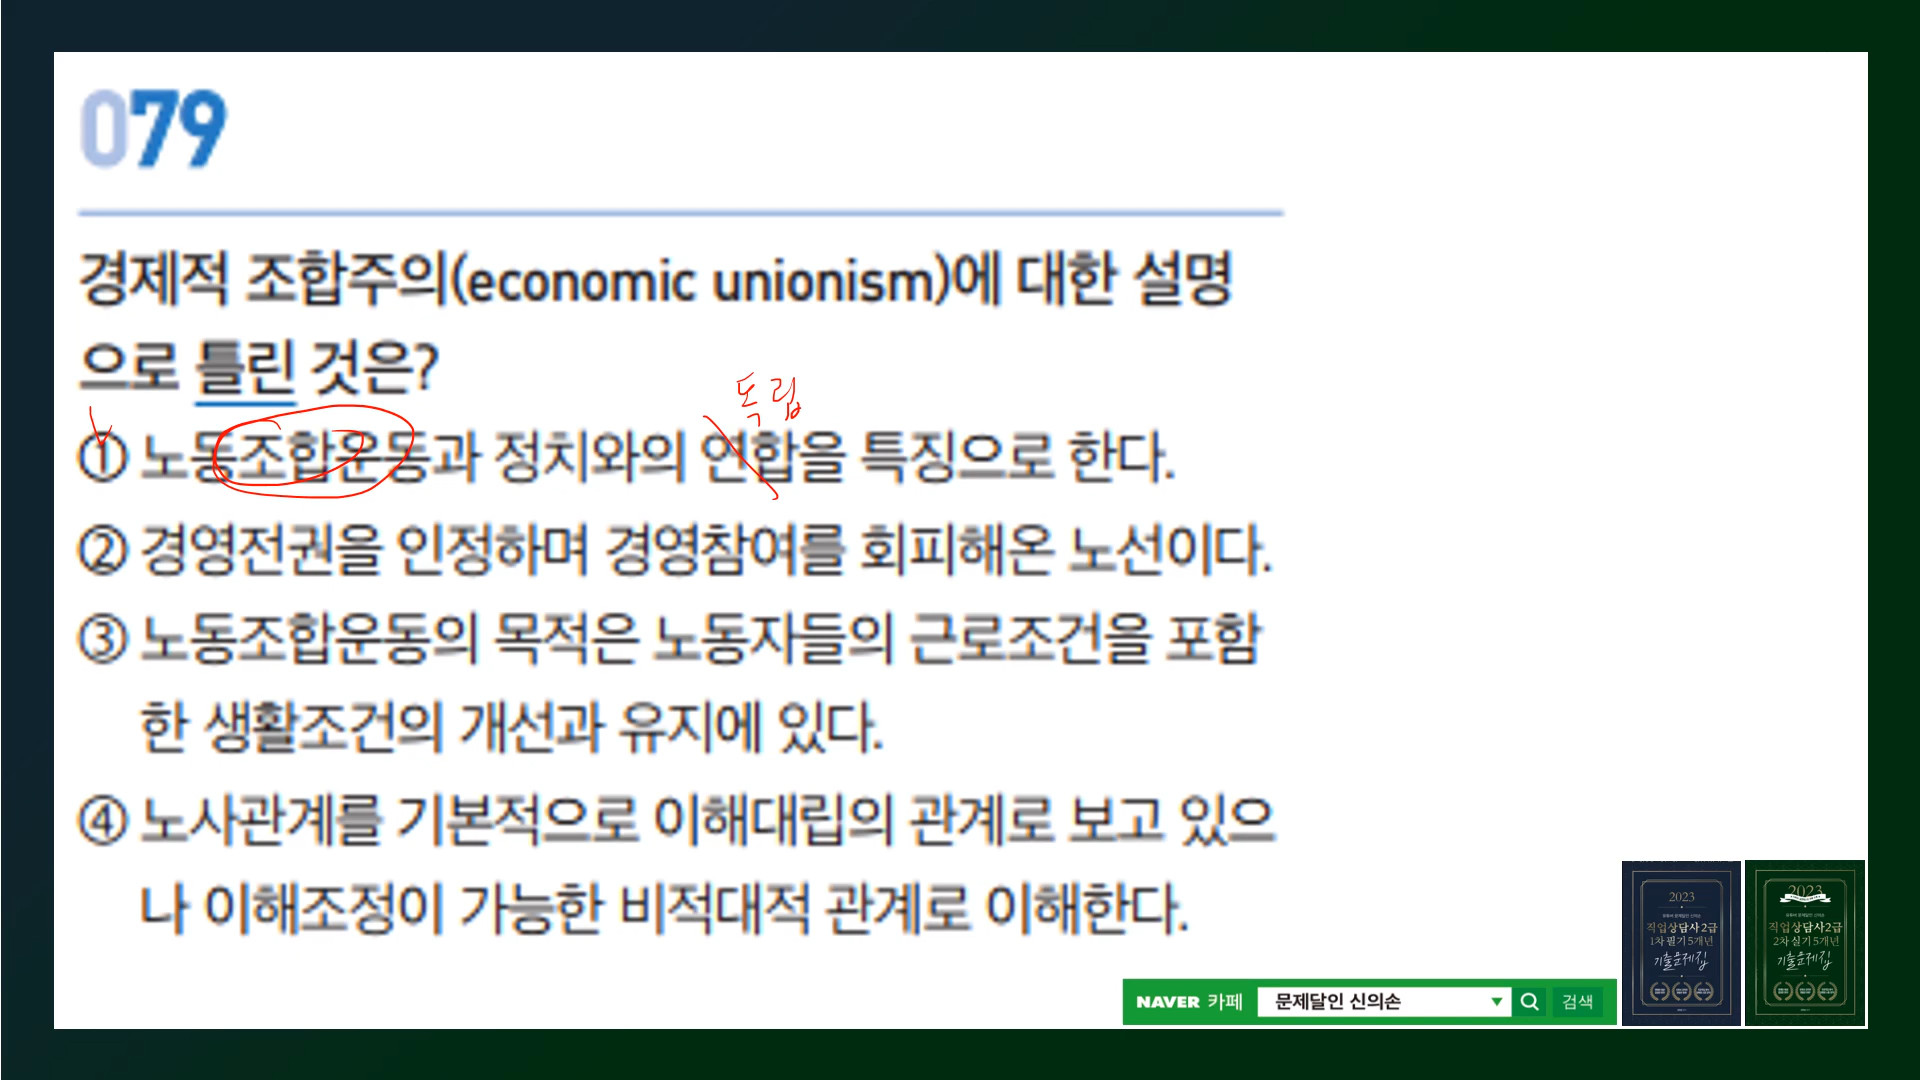 079
경제적 조합주의(economic unionism)에 대한 설명
으로 틀린 것은?
독립
① 노동조합운동과 정치와의 연합을 특징으로 한다.
② 경영전권을 인정하며 경영참여를 회피해온 노선이다.
③ 노동조합운동의 목적은 노동자들의 근로조건을 포함
한 생활조건의 개선과 유지에 있다.
④ 노사관계를 기본적으로 이해대립의 관계로 보고 있으
나 이해조정이 가능한 비적대적 관계로 이해한다.
NAVER 카페 문제달인 신의손 검색
2023
직업상담사 2급
1차 필기 5개년
기출문제집
2023
직업상담사 2급
2차 실기 5개년
기출문제집